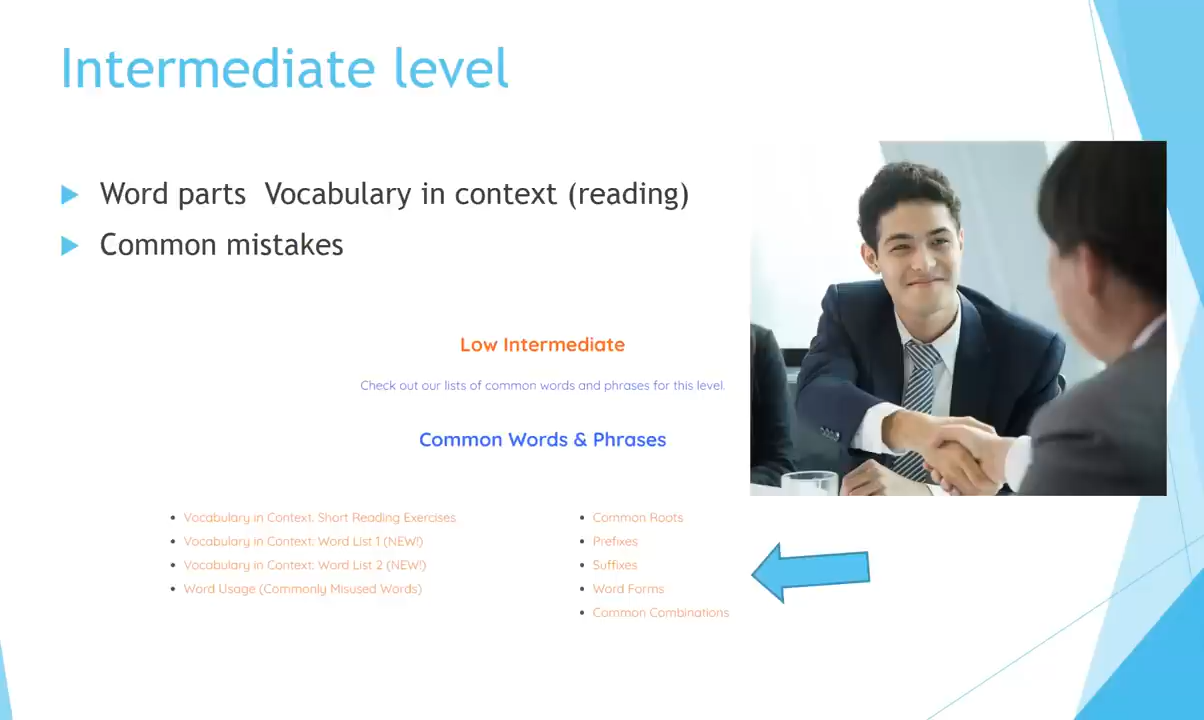 Intermediate level
Word parts  Vocabulary in context (reading)
Common mistakes
Low Intermediate
Check out our lists of common words and phrases for this level.
Common Words & Phrases
Vocabulary in Context: Short Reading Exercises
Vocabulary in Context: Word List 1 (NEW!)
Vocabulary in Context: Word List 2 (NEW!)
Word Usage (Commonly Misused Words)
Common Roots
Prefixes
Suffixes
Word Forms
Common Combinations